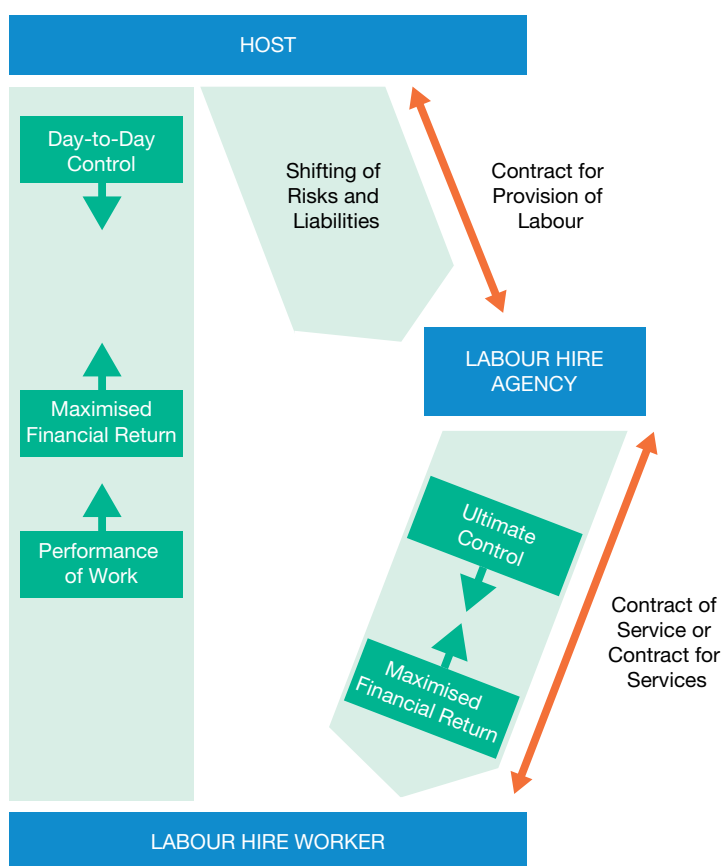 HOST
Day-to-Day
Control
Shifting of
Risks and
Liabilities
Contract for
Provision of
Labour
LABOUR HIRE
AGENCY
Maximised
Financial Return
Performance
of Work
Ultimate
Control
Maximised
Financial Return
Contract of
Service or
Contract for
Services
LABOUR HIRE WORKER